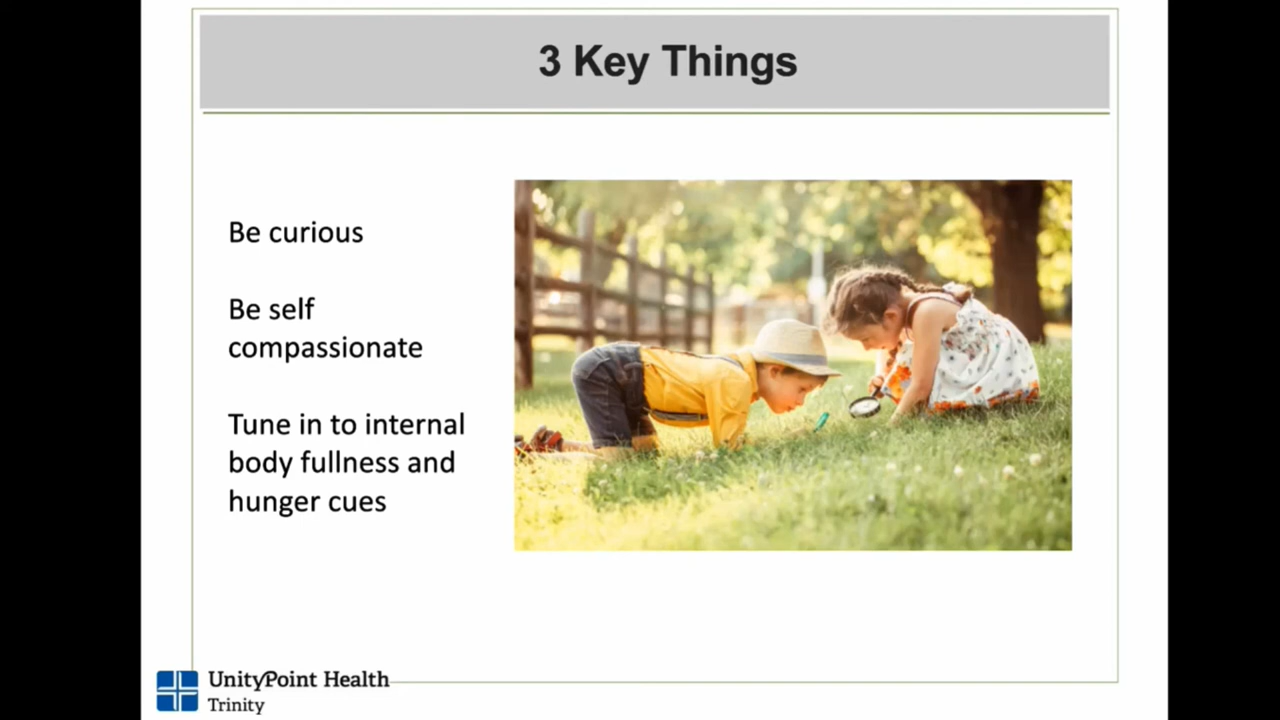 3 Key Things
Be curious
Be self
compassionate
Tune in to internal
body fullness and
hunger cues
UnityPoint Health
Trinity